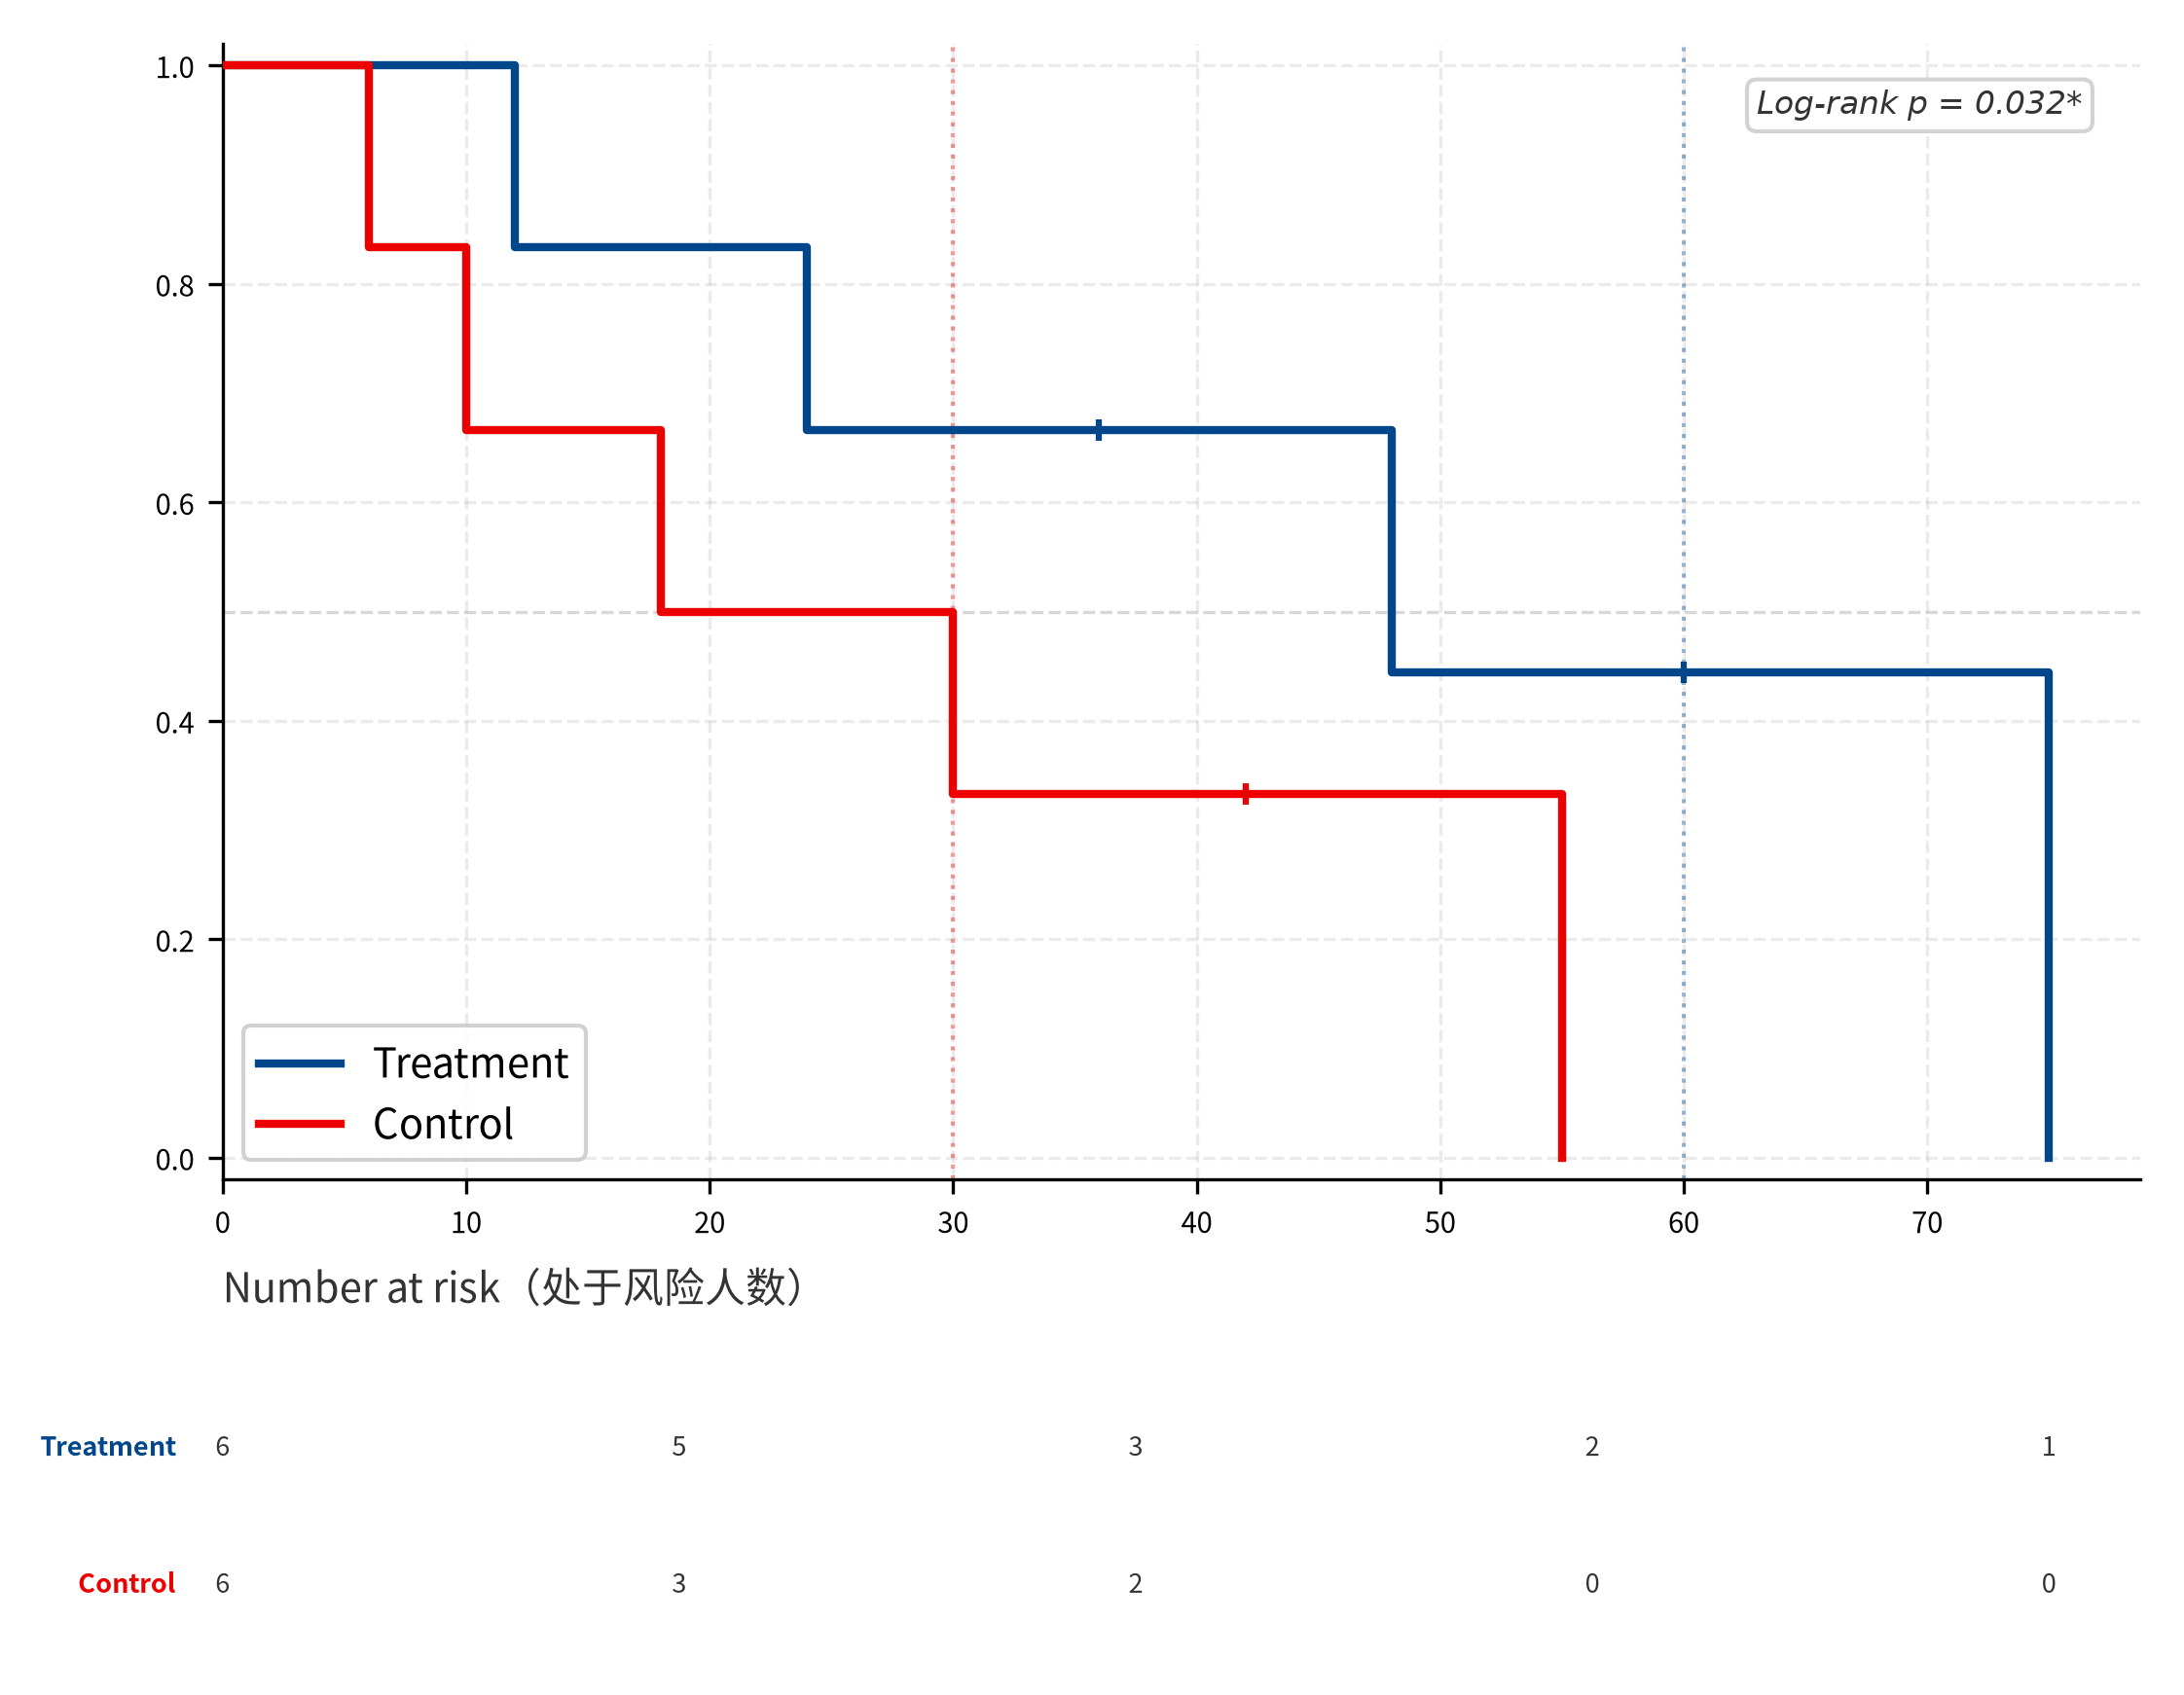 Log-rank p = 0.032*
1.0
0.8
0.6
0.4
0.2
0.0
Treatment
Control
0 10 20 30 40 50 60 70
Number at risk（处于风险人数）
Treatment 6 5 3 2 1
Control 6 3 2 0 0